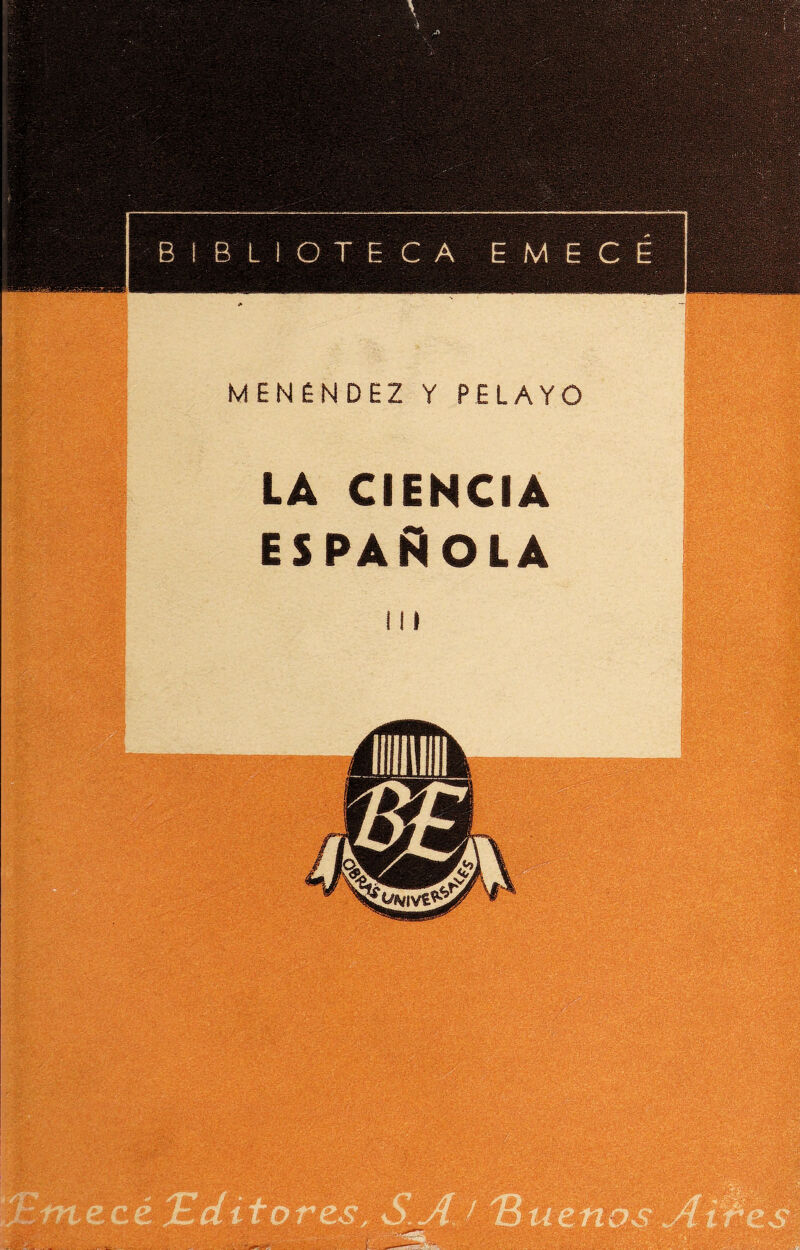 BIBLIOTECA EMECÉ
MENÉNDEZ Y PELAYO
LA CIENCIA
ESPAÑOLA
III
BE
OBRAS UNIVERSALES
Emecé Editores, S.A / Buenos Aires